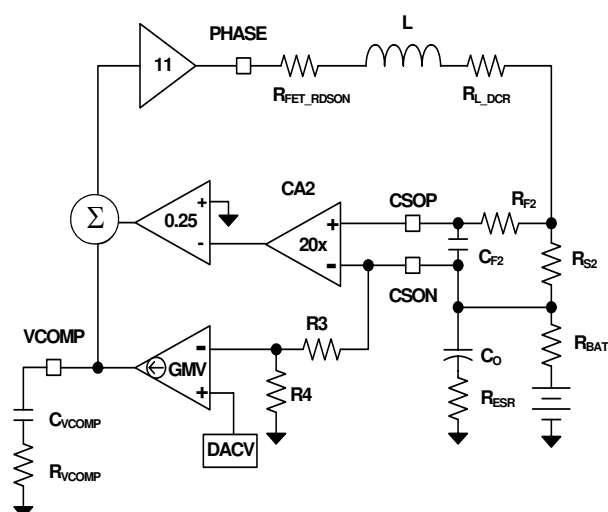 L
PHASE
11
RFET_RDSON
RL_DCR
CA2
CSOP
RF2
Σ
+
0.25
-
+
20x
-
CF2
RS2
CSON
R3
VCOMP
-
GMV
+
R4
CO
RBAT
RESR
CVCOMP
DACV
RVCOMP